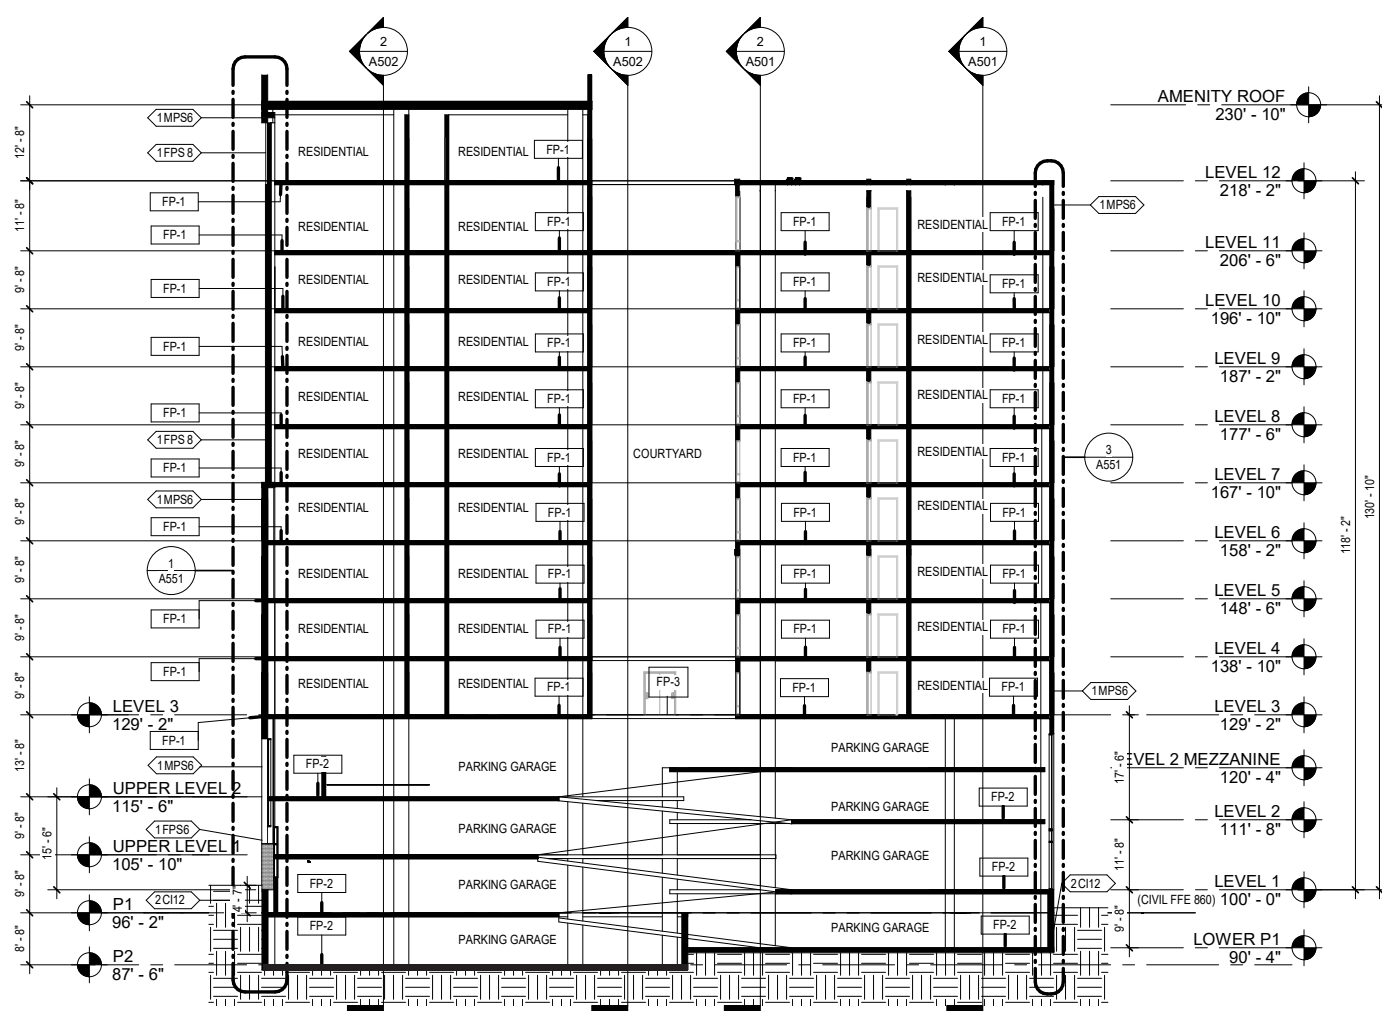 2
A502
1
A502
2
A501
1
A501
AMENITY ROOF
230' - 10"
1MPS6
12' - 8"
1FPS 8
RESIDENTIAL
RESIDENTIAL
FP-1
LEVEL 12
218' - 2"
FP-1
1MPS6
11' - 8"
FP-1
RESIDENTIAL
RESIDENTIAL
FP-1
FP-1
RESIDENTIAL
FP-1
LEVEL 11
206' - 6"
9' - 8"
FP-1
RESIDENTIAL
RESIDENTIAL
FP-1
FP-1
RESIDENTIAL
FP-1
LEVEL 10
196' - 10"
9' - 8"
FP-1
RESIDENTIAL
RESIDENTIAL
FP-1
FP-1
RESIDENTIAL
FP-1
LEVEL 9
187' - 2"
9' - 8"
FP-1
RESIDENTIAL
RESIDENTIAL
FP-1
FP-1
RESIDENTIAL
FP-1
LEVEL 8
177' - 6"
9' - 8"
1FPS 8
FP-1
RESIDENTIAL
RESIDENTIAL
FP-1
COURTYARD
FP-1
RESIDENTIAL
FP-1
3
A551
LEVEL 7
167' - 10"
130' - 10"
9' - 8"
1MPS6
FP-1
RESIDENTIAL
RESIDENTIAL
FP-1
FP-1
RESIDENTIAL
FP-1
LEVEL 6
158' - 2"
118' - 2"
9' - 8"
1
A551
RESIDENTIAL
RESIDENTIAL
FP-1
FP-1
RESIDENTIAL
FP-1
LEVEL 5
148' - 6"
9' - 8"
FP-1
RESIDENTIAL
RESIDENTIAL
FP-1
FP-1
RESIDENTIAL
FP-1
LEVEL 4
138' - 10"
9' - 8"
FP-1
RESIDENTIAL
RESIDENTIAL
FP-1
FP-3
FP-1
RESIDENTIAL
FP-1
1MPS6
LEVEL 3
129' - 2"
LEVEL 3
129' - 2"
13' - 8"
FP-1
1MPS6
FP-2
PARKING GARAGE
PARKING GARAGE
17' - 6"
VEL 2 MEZZANINE
120' - 4"
UPPER LEVEL 2
115' - 6"
PARKING GARAGE
FP-2
LEVEL 2
111' - 8"
9' - 8"
15' - 6"
1FPS6
PARKING GARAGE
UPPER LEVEL 1
105' - 10"
PARKING GARAGE
11' - 8"
9' - 8"
4' - 7"
2CI12
FP-2
PARKING GARAGE
FP-2
2CI12
LEVEL 1
100' - 0"
(CIVIL FFE 860)
P1
96' - 2"
8' - 8"
FP-2
PARKING GARAGE
PARKING GARAGE
FP-2
9' - 8"
LOWER P1
90' - 4"
P2
87' - 6"